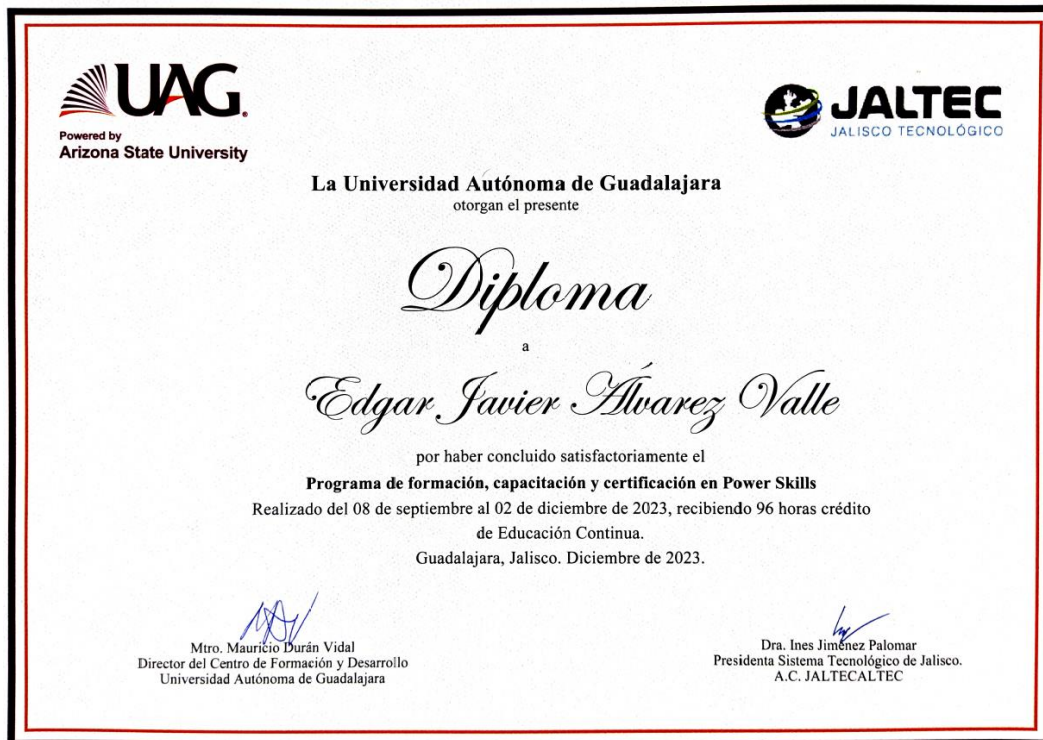 UAG
Powered by
Arizona State University
JALTEC
JALISCO TECNOLÓGICO
La Universidad Autónoma de Guadalajara
otorgan el presente
Diploma
a
Edgar Javier Álvarez Valle
por haber concluido satisfactoriamente el
Programa de formación, capacitación y certificación en Power Skills
Realizado del 08 de septiembre al 02 de diciembre de 2023, recibiendo 96 horas crédito
de Educación Continua.
Guadalajara, Jalisco. Diciembre de 2023.
Mtro. Mauricio Durán Vidal
Director del Centro de Formación y Desarrollo
Universidad Autónoma de Guadalajara
Dra. Ines Jiménez Palomar
Presidenta Sistema Tecnológico de Jalisco.
A.C. JALTECALTEC